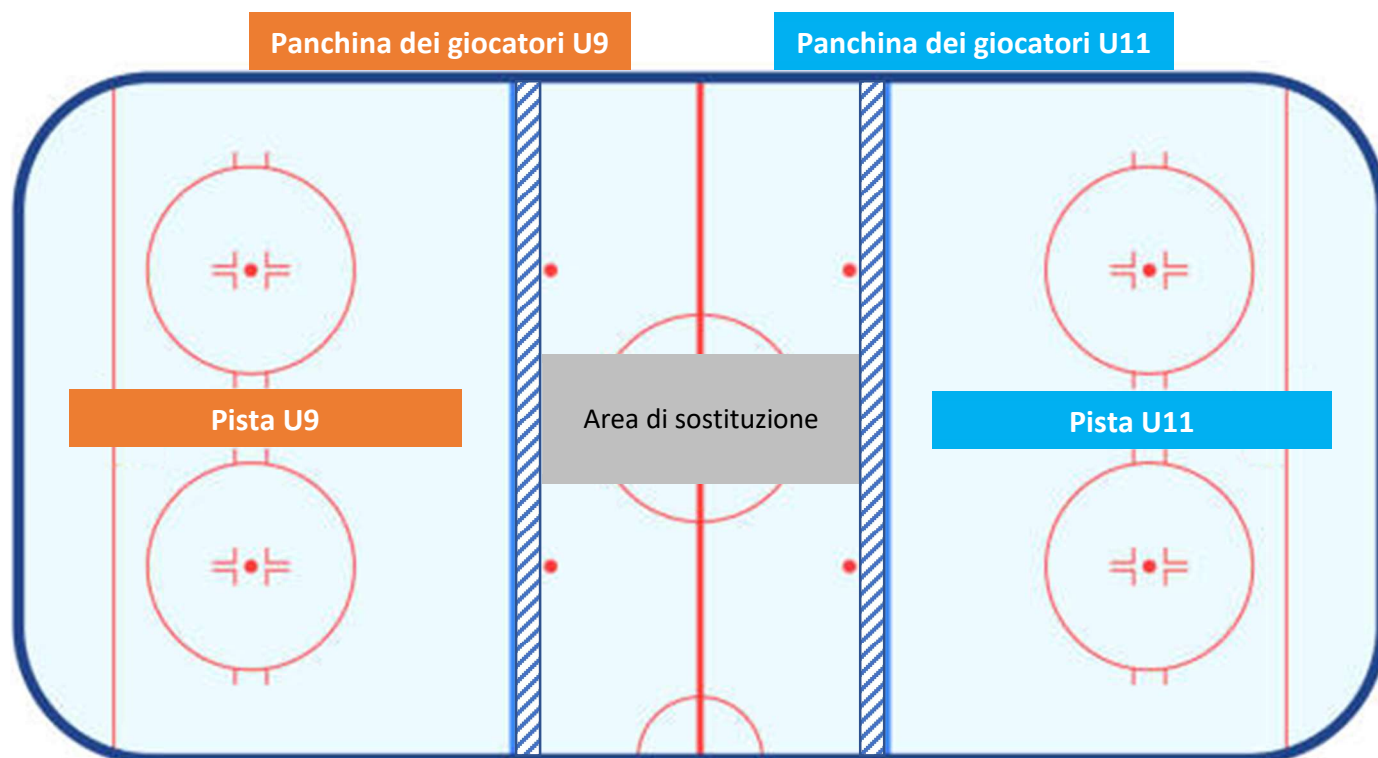 Panchina dei giocatori U9
Panchina dei giocatori U11
Pista U9
Area di sostituzione
Pista U11